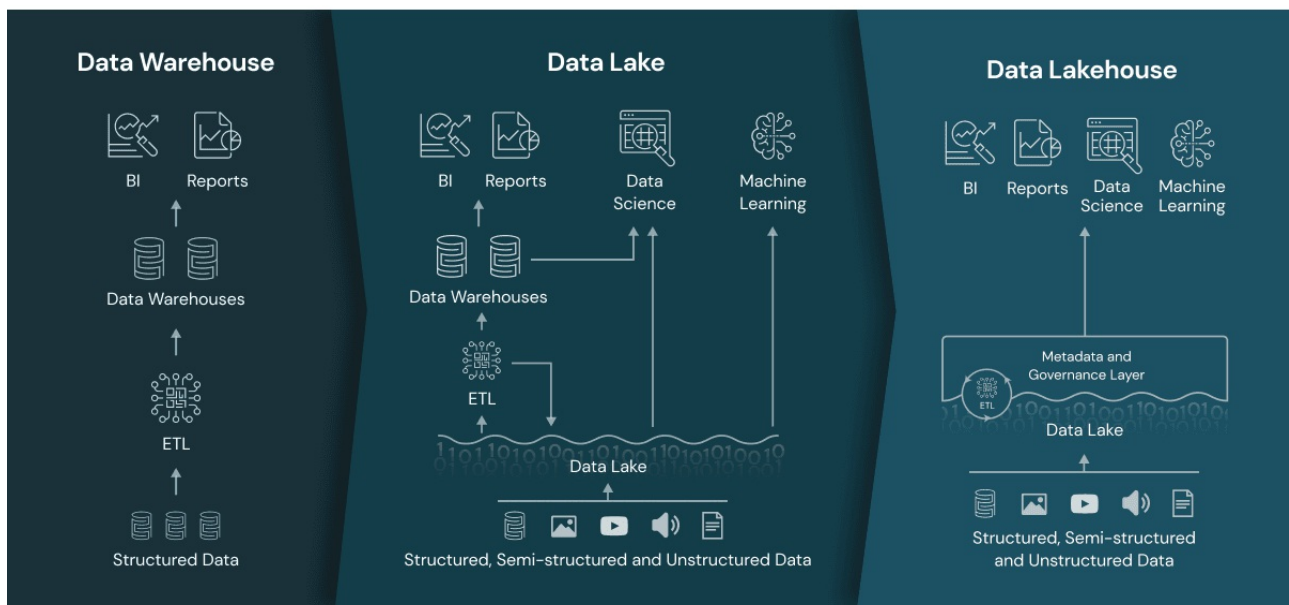 Data Warehouse
BI
Reports
Data Warehouses
ETL
Structured Data
Data Lake
BI
Reports
Data
Science
Machine
Learning
Data Warehouses
ETL
Data Lake
Structured, Semi-structured and Unstructured Data
Data Lakehouse
BI
Reports
Data
Science
Machine
Learning
Metadata and
Governance Layer
ETL
Data Lake
Structured, Semi-structured
and Unstructured Data